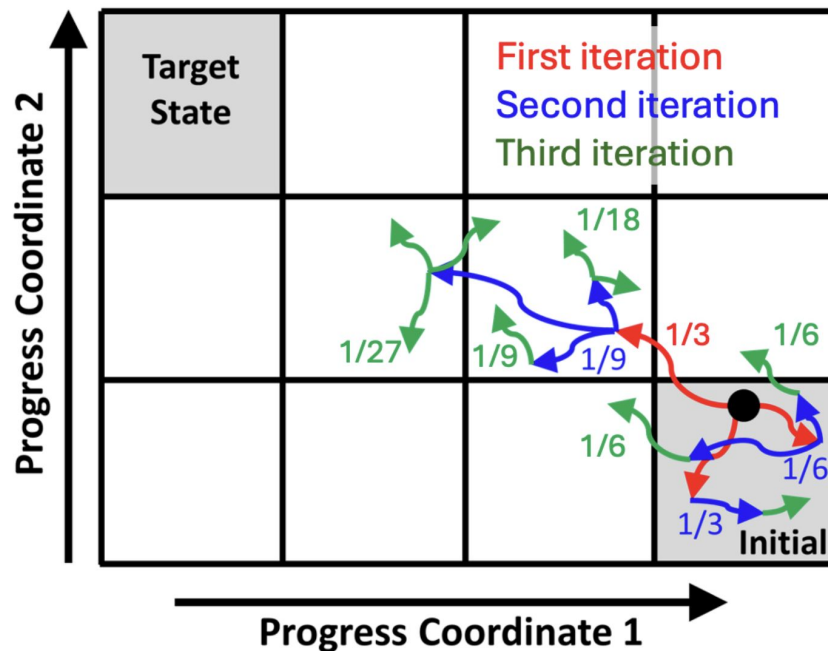 Target
State
First iteration
Second iteration
Third iteration
Progress Coordinate 2
1/18
1/27
1/9
1/9
1/3
1/6
1/6
1/6
1/3
Initial
Progress Coordinate 1